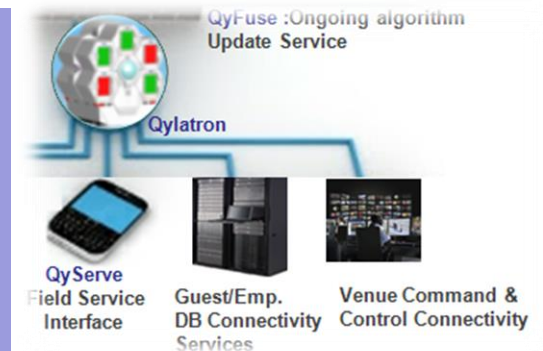 QyFuse :Ongoing algorithm
Update Service
Qylatron
QyServe
Field Service
Interface
Guest/Emp.
DB Connectivity
Services
Venue Command &
Control Connectivity